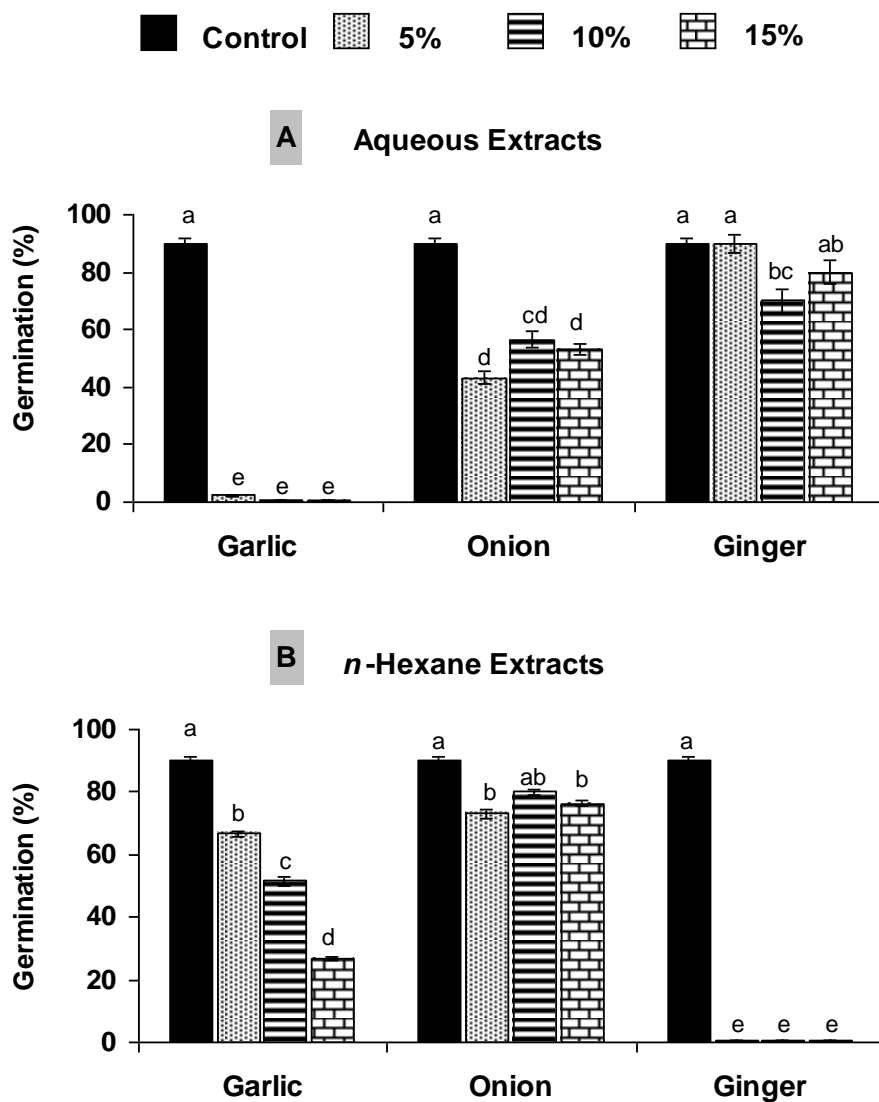 Control 5% 10% 15%
A Aqueous Extracts
Germination (%)
100
80
60
40
20
0
a e e e
a d cd d
a a bc ab
Garlic Onion Ginger
B n-Hexane Extracts
Germination (%)
100
80
60
40
20
0
a b c d
a b ab b
a e e e
Garlic Onion Ginger